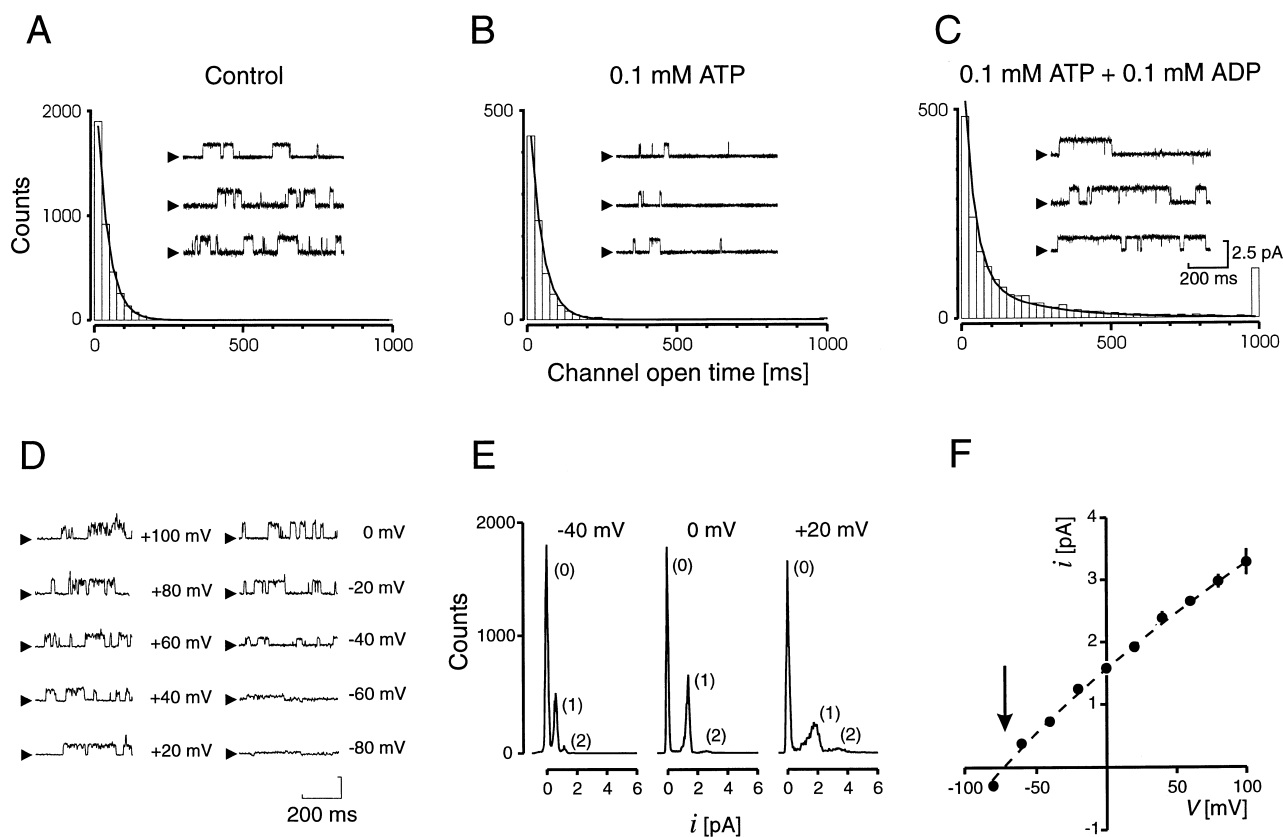 A
B
C
Control
0.1 mM ATP
0.1 mM ATP + 0.1 mM ADP
2000
1000
0
Counts
0
500
1000
500
0
0
500
1000
Channel open time [ms]
500
0
2.5 pA
200 ms
0
500
1000
D
E
F
+100 mV
0 mV
+80 mV
-20 mV
+60 mV
-40 mV
+40 mV
-60 mV
+20 mV
-80 mV
200 ms
2000
1000
0
Counts
-40 mV
0 mV
+20 mV
(0)
(1)
(2)
(0)
(1)
(2)
(0)
(1)
(2)
0 2 4 6
0 2 4 6
0 2 4 6
i [pA]
i [pA]
4
3
2
1
-1
-100
-50
50
100
V [mV]